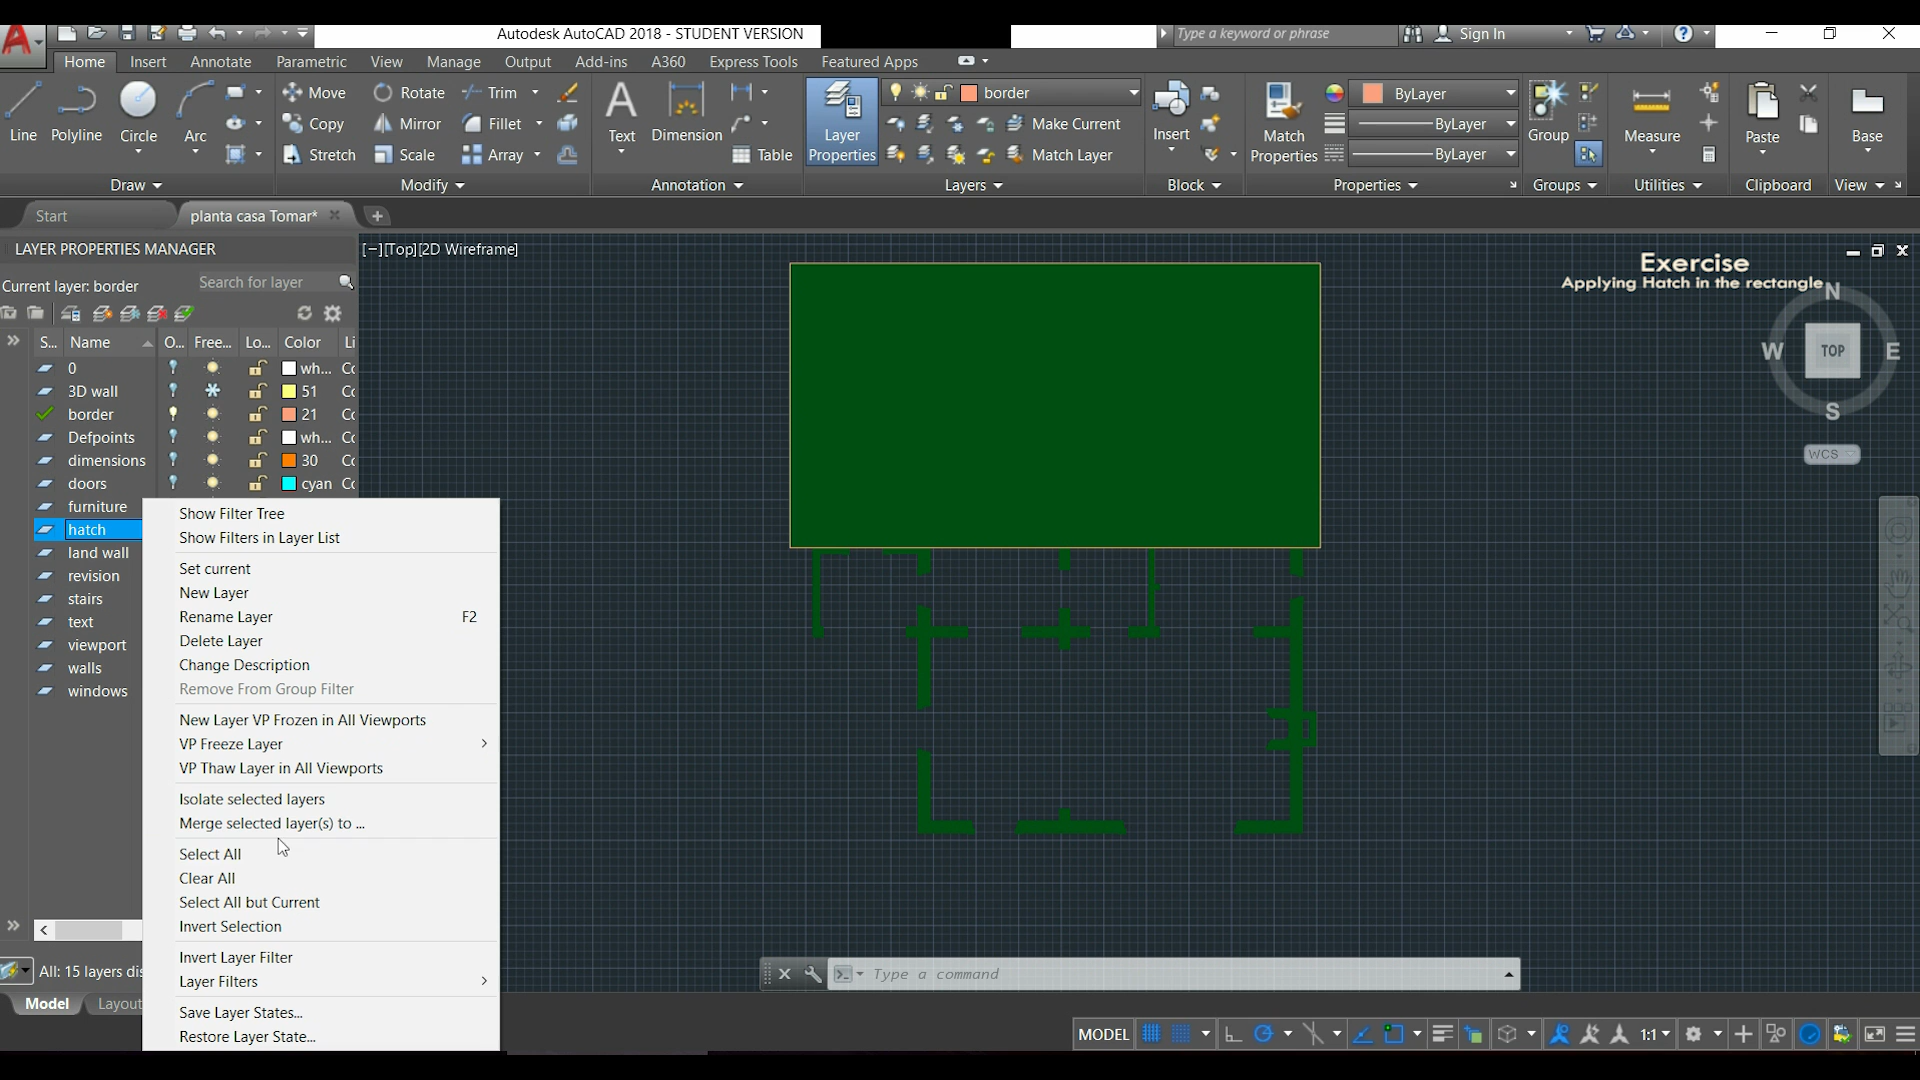 Autodesk AutoCAD 2018 - STUDENT VERSION
Type a keyword or phrase
Sign In
Home Insert Annotate Parametric View Manage Output Add-ins A360 Express Tools Featured Apps
Line Polyline Circle Arc
Move Rotate Trim
Copy Mirror Fillet
Stretch Scale Array
Text Dimension Table
Layer Properties
border
Make Current
Match Layer
Insert
Match Properties
ByLayer
ByLayer
ByLayer
Group
Measure
Paste
Base
Draw Modify Annotation Layers Block Properties Groups Utilities Clipboard View
Start planta casa Tomar*
LAYER PROPERTIES MANAGER
Current layer: border Search for layer
S... Name O... Free... Lo... Color Li
0 wh... Co
3D wall 51 Co
border 21 Co
Defpoints wh... Co
dimensions 30 Co
doors cyan Co
furniture
hatch
land wall
revision
stairs
text
viewport
walls
windows
Show Filter Tree
Show Filters in Layer List
Set current
New Layer
Rename Layer F2
Delete Layer
Change Description
Remove From Group Filter
New Layer VP Frozen in All Viewports
VP Freeze Layer
VP Thaw Layer in All Viewports
Isolate selected layers
Merge selected layer(s) to ...
Select All
Clear All
Select All but Current
Invert Selection
Invert Layer Filter
Layer Filters
Save Layer States...
Restore Layer State...
All: 15 layers dis
Model Layout
[−][Top][2D Wireframe]
Exercise
Applying Hatch in the rectangle
N
W TOP E
S
WCS
Type a command
MODEL 1:1